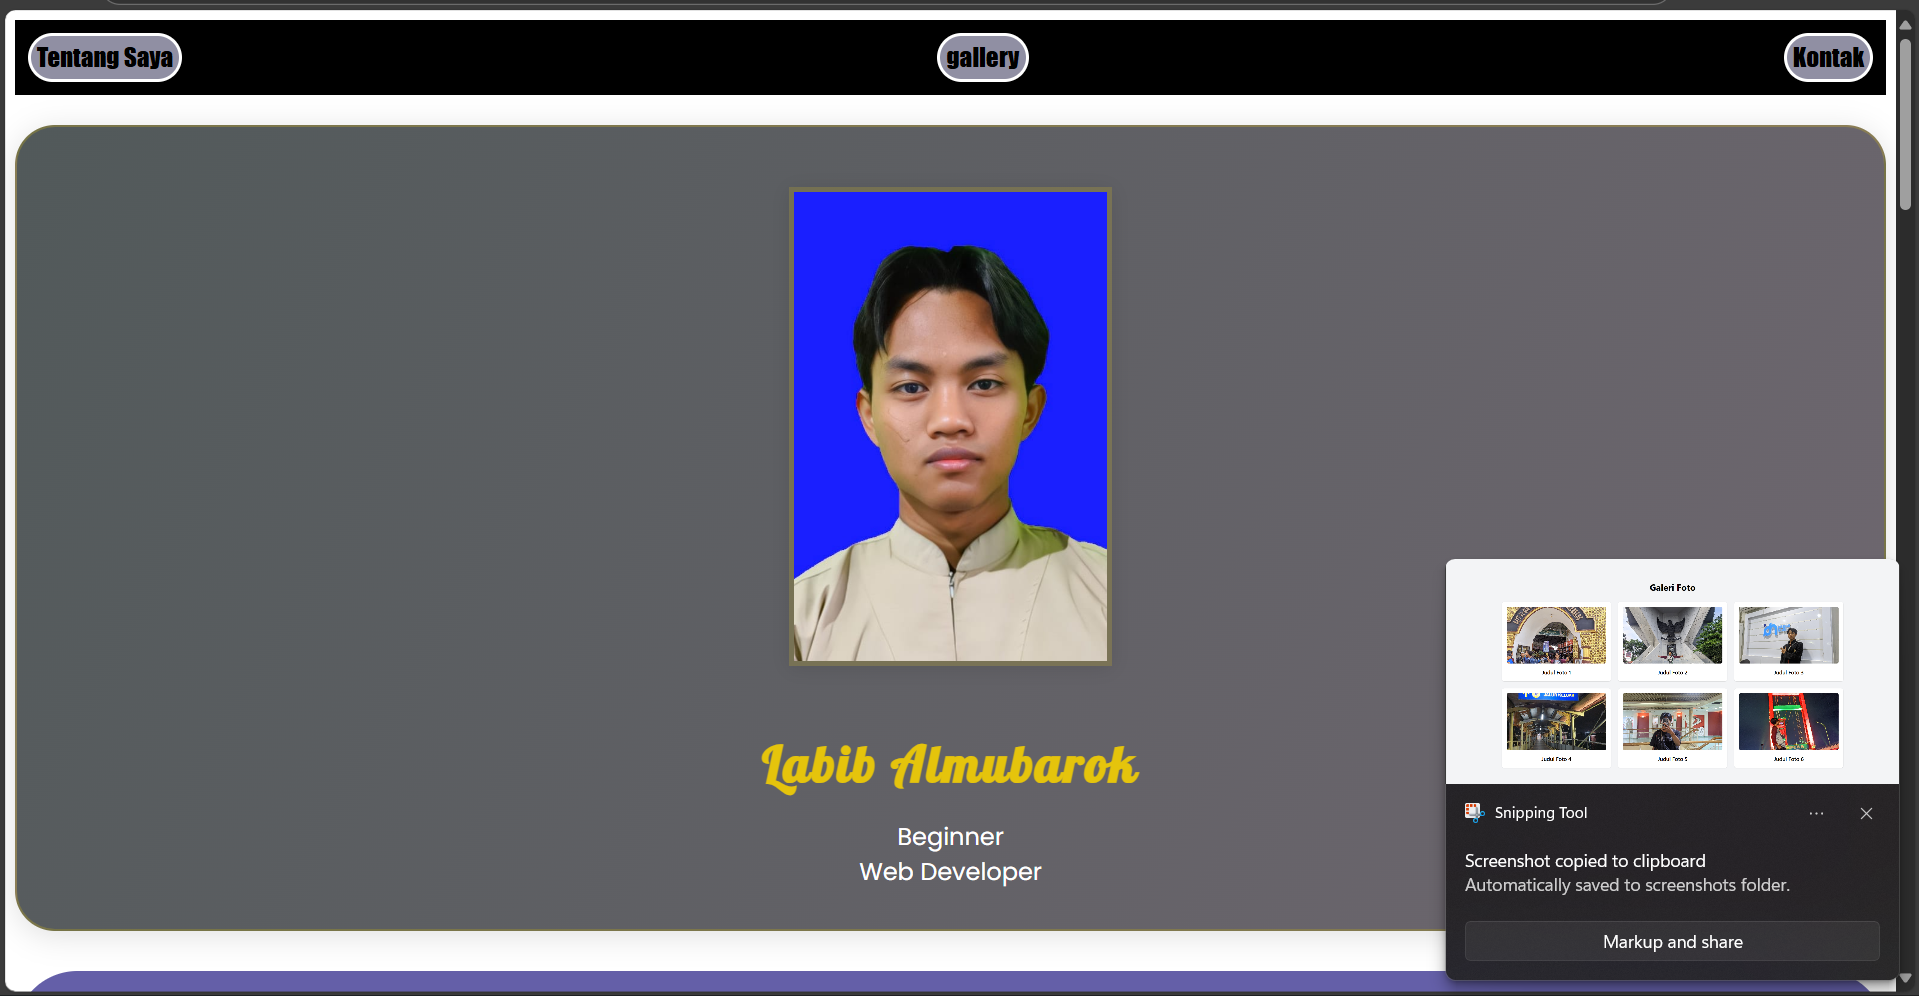 Tentang Saya
gallery
Kontak
Labib Almubarok
Beginner
Web Developer
Galeri Foto
Judul Foto 1
Judul Foto 2
Judul Foto 3
Judul Foto 4
Judul Foto 5
Judul Foto 6
Snipping Tool
Screenshot copied to clipboard
Automatically saved to screenshots folder.
Markup and share